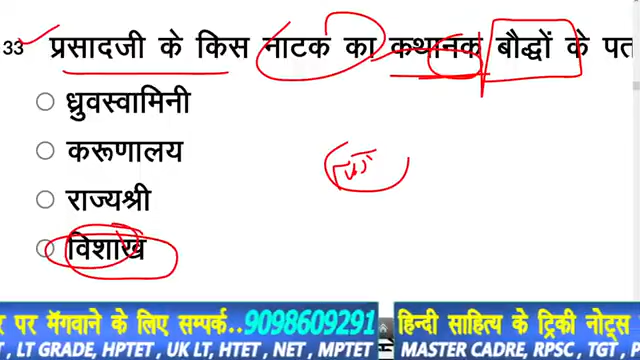 33 प्रसादजी के किस नाटक का कथानक बौद्धों के पत
ध्रुवस्वामिनी
करूणालय
राज्यश्री
विशाख
र पर मॅगवाने के लिए सम्पर्क..9098609291 हिन्दी साहित्य के ट्रिकी नोट्स
, LT GRADE, HPTET , UK LT, HTET , NET , MPTET MASTER CADRE, RPSC , TGT ,